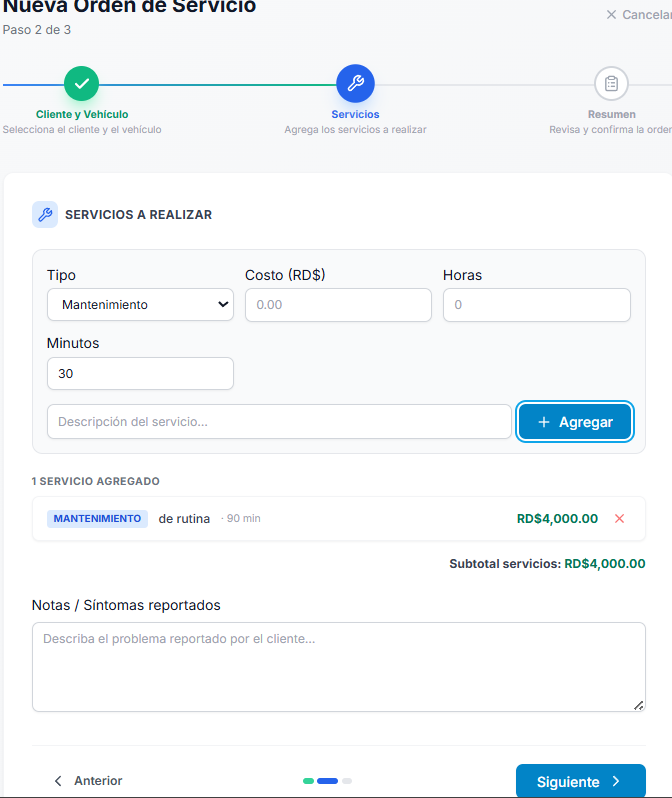 Nueva Orden de Servicio
Paso 2 de 3
Cancelar
Cliente y Vehículo
Selecciona el cliente y el vehículo
Servicios
Agrega los servicios a realizar
Resumen
Revisa y confirma la orden
SERVICIOS A REALIZAR
Tipo Costo (RD$) Horas
Mantenimiento 0.00 0
Minutos
30
Descripción del servicio...
+ Agregar
1 SERVICIO AGREGADO
MANTENIMIENTO de rutina · 90 min RD$4,000.00
Subtotal servicios: RD$4,000.00
Notas / Síntomas reportados
Describa el problema reportado por el cliente...
Anterior
Siguiente